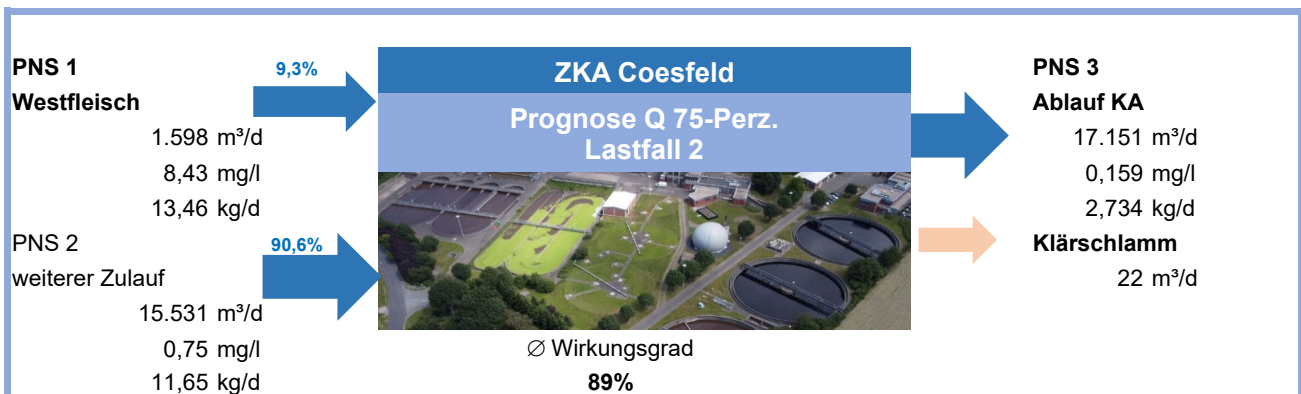 PNS 1
Westfleisch
1.598 m³/d
8,43 mg/l
13,46 kg/d
9,3%
PNS 2
weiterer Zulauf
15.531 m³/d
0,75 mg/l
11,65 kg/d
90,6%
ZKA Coesfeld
Prognose Q 75-Perz.
Lastfall 2
∅ Wirkungsgrad
89%
PNS 3
Ablauf KA
17.151 m³/d
0,159 mg/l
2,734 kg/d
Klärschlamm
22 m³/d